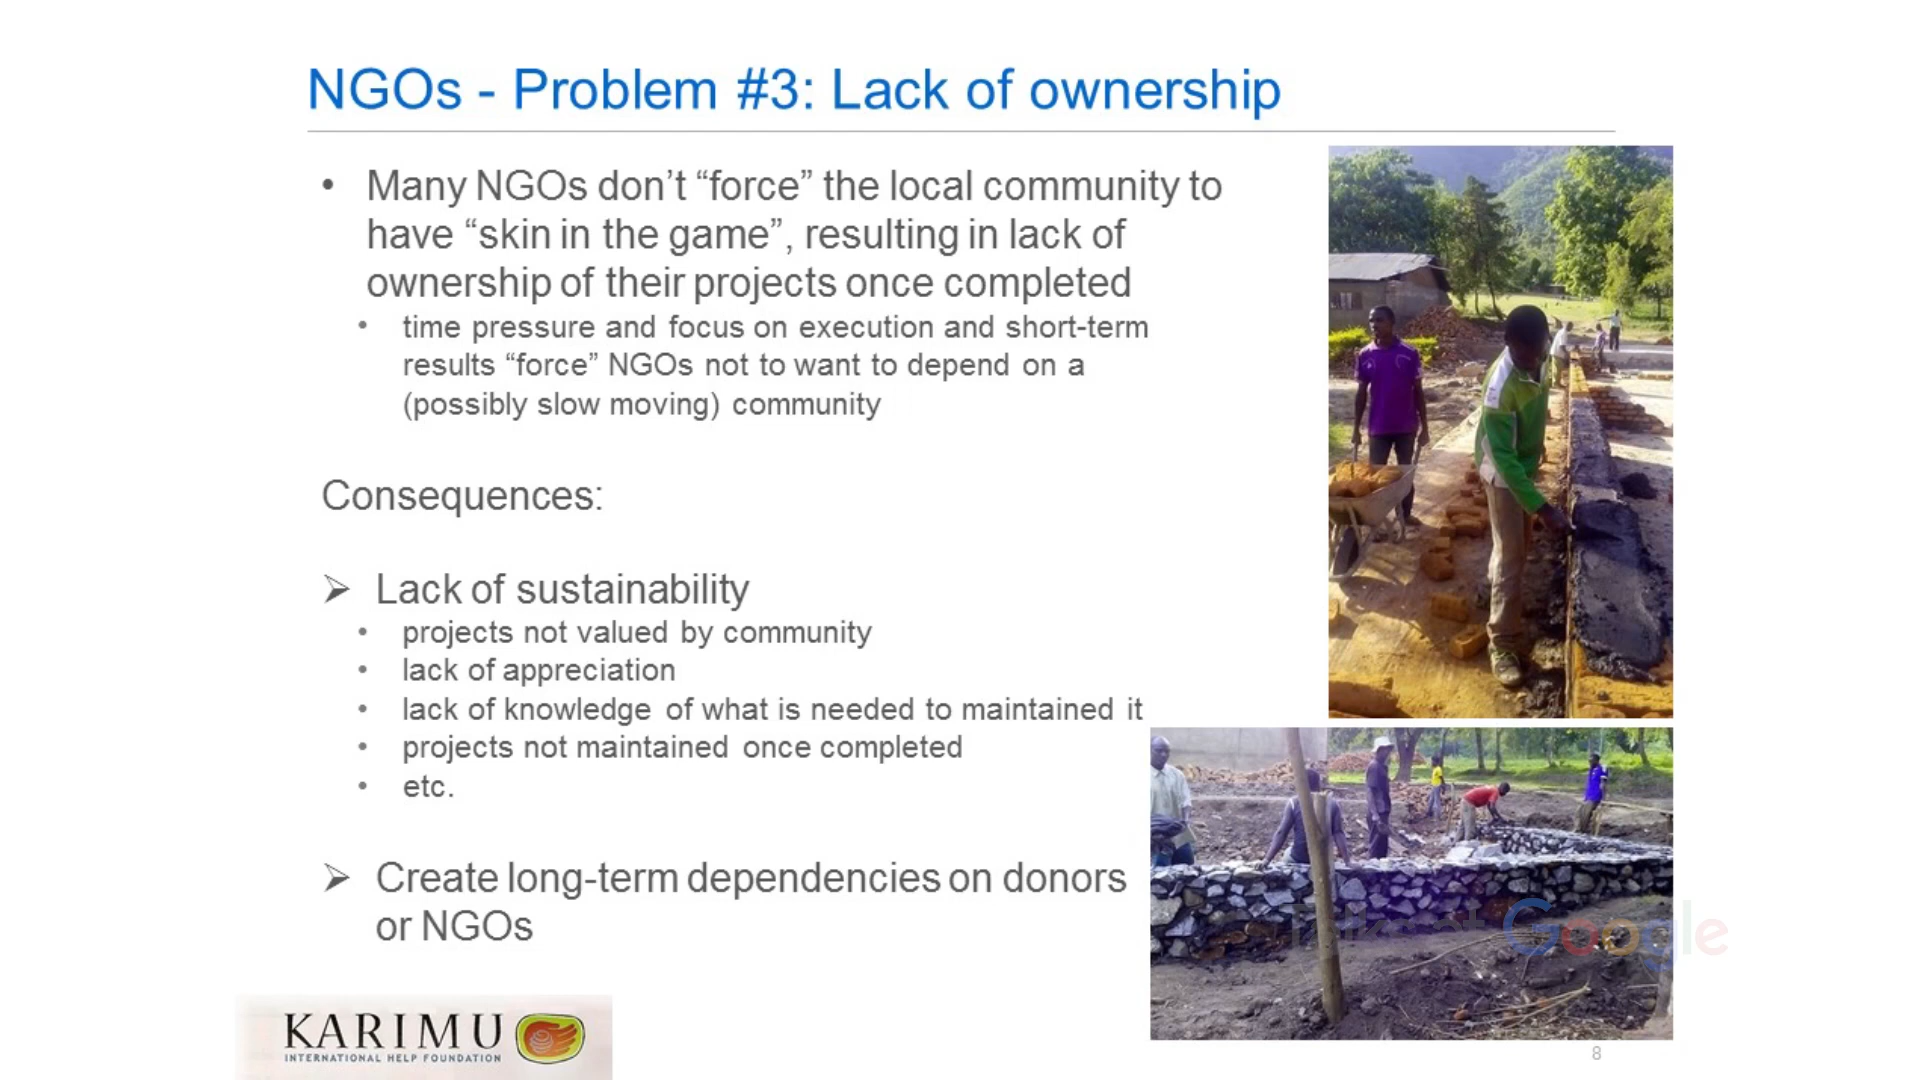 NGOs - Problem #3: Lack of ownership
• Many NGOs don’t “force” the local community to
have “skin in the game”, resulting in lack of
ownership of their projects once completed
• time pressure and focus on execution and short-term
results “force” NGOs not to want to depend on a
(possibly slow moving) community
Consequences:
➢ Lack of sustainability
• projects not valued by community
• lack of appreciation
• lack of knowledge of what is needed to maintained it
• projects not maintained once completed
• etc.
➢ Create long-term dependencies on donors
or NGOs
Talks at Google
KARIMU
INTERNATIONAL HELP FOUNDATION
8